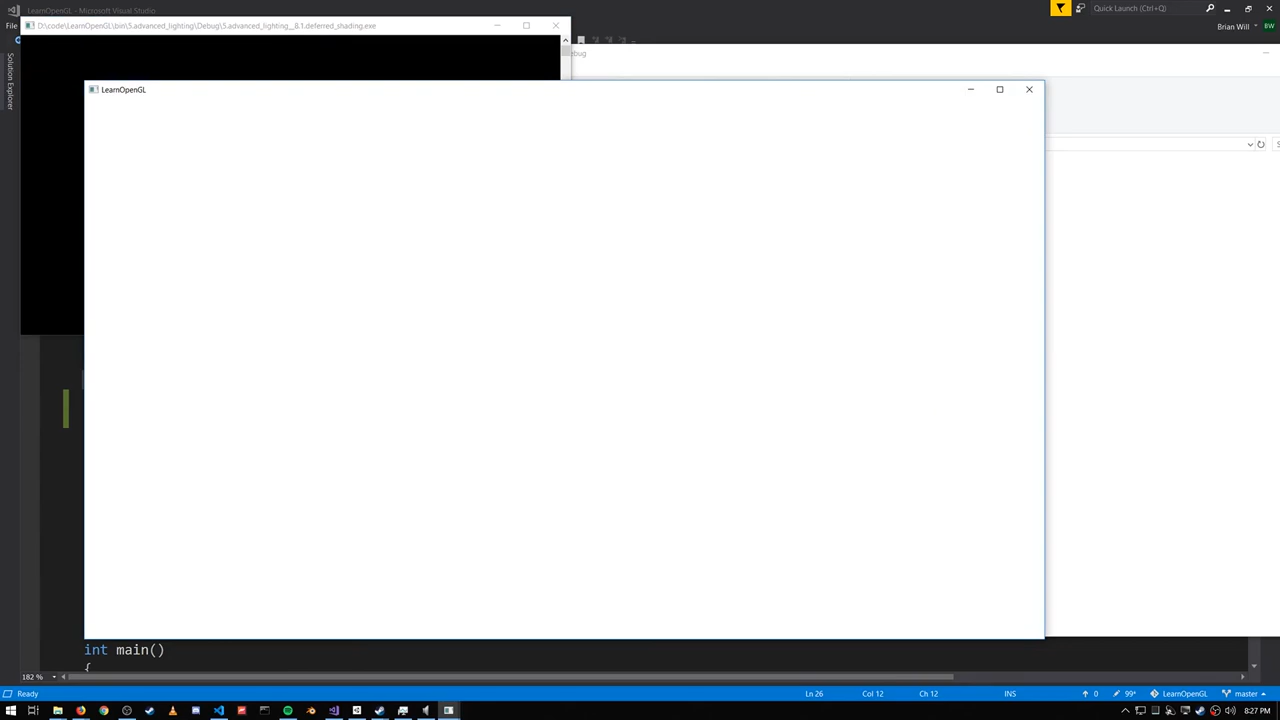 LearnOpenGL - Microsoft Visual Studio
Quick Launch (Ctrl+Q)
File
D:\code\LearnOpenGL\bin\5.advanced_lighting\Debug\5.advanced_lighting__8.1.deferred_shading.exe
Brian Will
BW
Solution Explorer
LearnOpenGL
int main()
{
182 %
Ready
Ln 26
Col 12
Ch 12
INS
0
99+
LearnOpenGL
master
8:27 PM